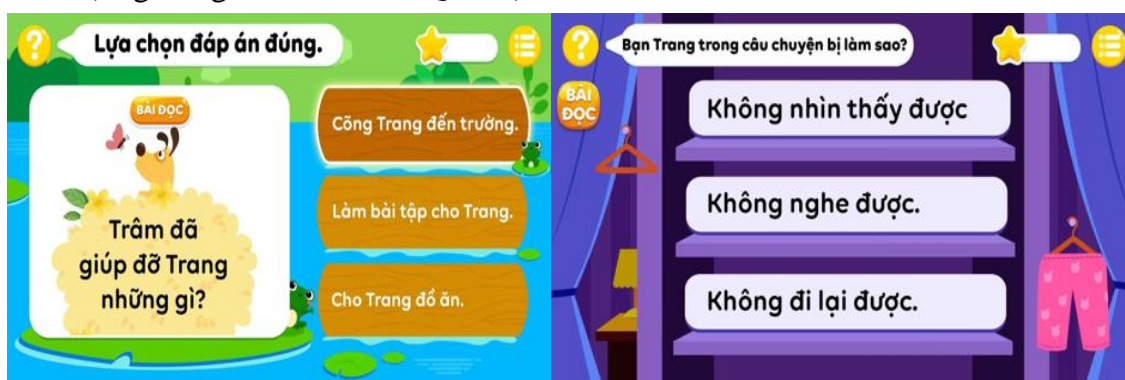 Lựa chọn đáp án đúng.
BÀI ĐỌC
Trâm đã
giúp đỡ Trang
những gì?
Cõng Trang đến trường.
Làm bài tập cho Trang.
Cho Trang đồ ăn.
Bạn Trang trong câu chuyện bị làm sao?
BÀI
ĐỌC
Không nhìn thấy được
Không nghe được.
Không đi lại được.